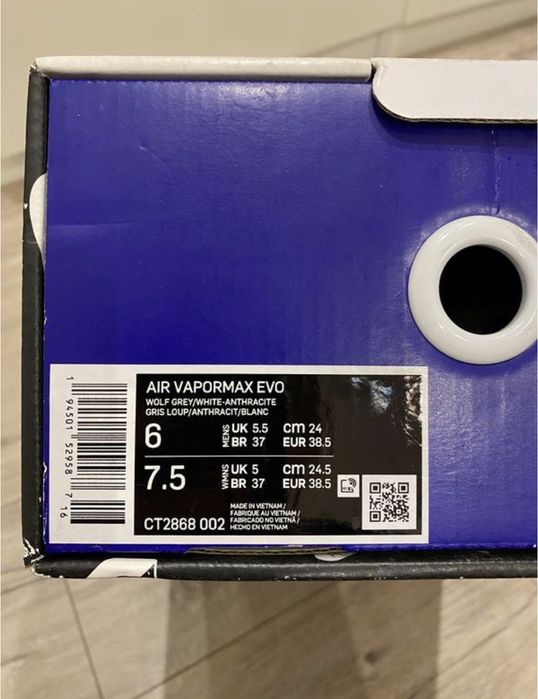 AIR VAPORMAX EVO
WOLF GREY/WHITE-ANTHRACITE
GRIS LOUP/ANTHRACIT/BLANC
6 MENS UK 5.5 cm 24
BR 37 EUR 38.5
7.5 WMNS UK 5 cm 24.5
BR 37 EUR 38.5
CT2868 002
MADE IN VIETNAM /
FABRIQUE AU VIETNAM /
FABRICADO NO VIETNÃ /
HECHO EN VIETNAM
1 94501 52958 7 16